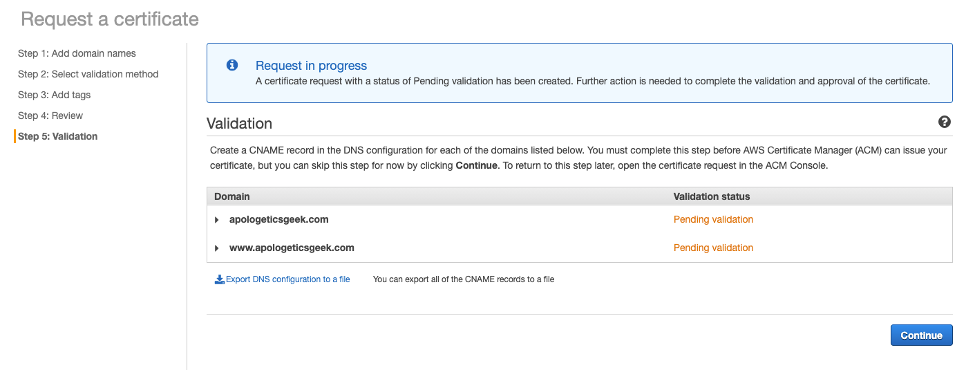 Request a certificate
Step 1: Add domain names
Step 2: Select validation method
Step 3: Add tags
Step 4: Review
Step 5: Validation
Request in progress
A certificate request with a status of Pending validation has been created. Further action is needed to complete the validation and approval of the certificate.
Validation
Create a CNAME record in the DNS configuration for each of the domains listed below. You must complete this step before AWS Certificate Manager (ACM) can issue your
certificate, but you can skip this step for now by clicking Continue. To return to this step later, open the certificate request in the ACM Console.
Domain Validation status
apologeticsgeek.com Pending validation
www.apologeticsgeek.com Pending validation
Export DNS configuration to a file You can export all of the CNAME records to a file
Continue